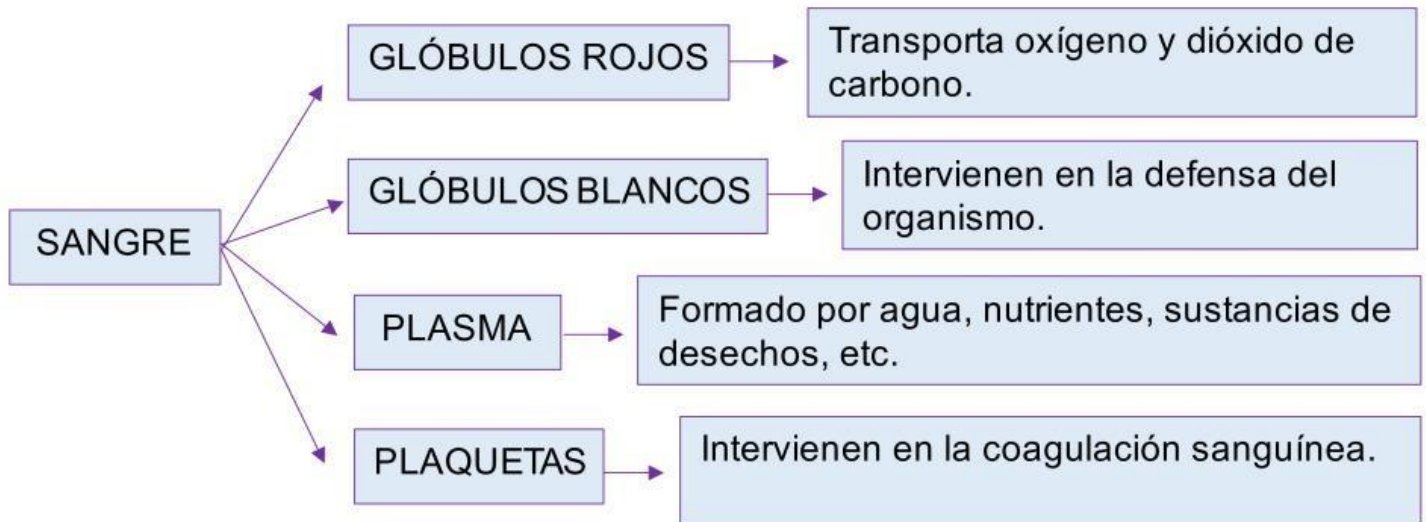 GLÓBULOS ROJOS
Transporta oxígeno y dióxido de
carbono.
GLÓBULOS BLANCOS
Intervienen en la defensa del
organismo.
SANGRE
PLASMA
Formado por agua, nutrientes, sustancias de
desechos, etc.
PLAQUETAS
Intervienen en la coagulación sanguínea.